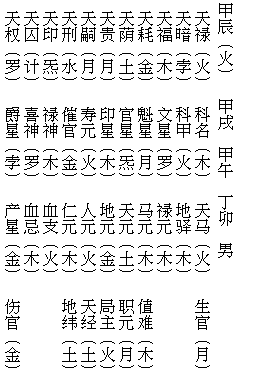 甲辰（火） 甲戌 甲午 丁卯 男
天禄（火） 科名（木） 天马（火） 生官（月）
天暗（孛） 科甲（火） 地驿（木）
天福（木） 文星（罗） 禄元（木）
天耗（金） 魁星（月） 马元（木） 值难（木）
天荫（土） 官星（炁） 天元（土） 职元（月）
天贵（月） 印星（木） 地元（金） 局主（火）
天嗣（月） 寿元（火） 人元（火） 天经（土）
天刑（水） 催官（金） 仁元（木） 地纬（土）
天印（炁） 禄神（木） 血支（火）
天囚（计） 喜神（罗） 血忌（木）
天权（罗） 爵星（孛） 产星（金） 伤官（金）